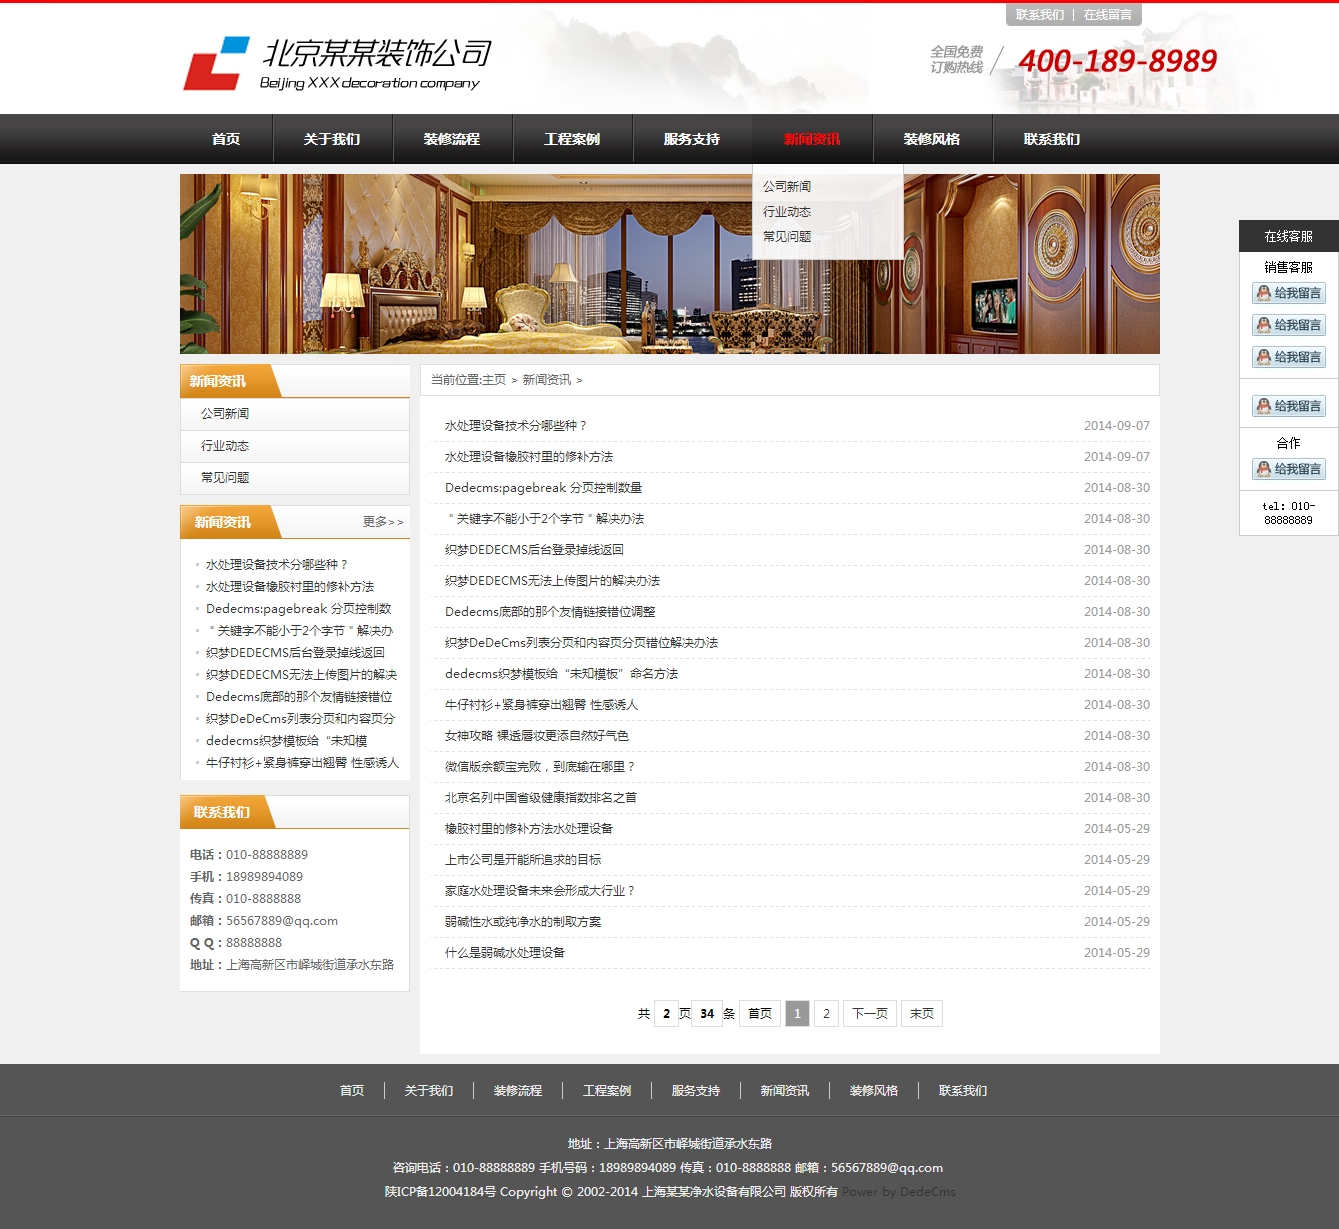 联系我们 | 在线留言
北京某某装饰公司
Beijing XXX decoration company
全国免费
订购热线
400-189-8989
首页 关于我们 装修流程 工程案例 服务支持 新闻资讯 装修风格 联系我们
公司新闻
行业动态
常见问题
在线客服
销售客服
给我留言
给我留言
给我留言
给我留言
合作
给我留言
tel: 010-
88888889
新闻资讯
公司新闻
行业动态
常见问题
新闻资讯 更多>>
水处理设备技术分哪些种？
水处理设备橡胶衬里的修补方法
Dedecms:pagebreak 分页控制数
＂关键字不能小于2个字节＂解决办
织梦DEDECMS后台登录掉线返回
织梦DEDECMS无法上传图片的解决
Dedecms底部的那个友情链接错位
织梦DeDeCms列表分页和内容页分
dedecms织梦模板给“未知模
牛仔衬衫+紧身裤穿出翘臀 性感诱人
联系我们
电话：010-88888889
手机：18989894089
传真：010-8888888
邮箱：56567889@qq.com
Q Q：88888888
地址：上海高新区市峄城街道承水东路
当前位置:主页 > 新闻资讯 >
水处理设备技术分哪些种？ 2014-09-07
水处理设备橡胶衬里的修补方法 2014-09-07
Dedecms:pagebreak 分页控制数量 2014-08-30
＂关键字不能小于2个字节＂解决办法 2014-08-30
织梦DEDECMS后台登录掉线返回 2014-08-30
织梦DEDECMS无法上传图片的解决办法 2014-08-30
Dedecms底部的那个友情链接错位调整 2014-08-30
织梦DeDeCms列表分页和内容页分页错位解决办法 2014-08-30
dedecms织梦模板给“未知模板”命名方法 2014-08-30
牛仔衬衫+紧身裤穿出翘臀 性感诱人 2014-08-30
女神攻略 裸透唇妆更添自然好气色 2014-08-30
微信版余额宝完败，到底输在哪里？ 2014-08-30
北京名列中国省级健康指数排名之首 2014-08-30
橡胶衬里的修补方法水处理设备 2014-05-29
上市公司是开能所追求的目标 2014-05-29
家庭水处理设备未来会形成大行业？ 2014-05-29
弱碱性水或纯净水的制取方案 2014-05-29
什么是弱碱水处理设备 2014-05-29
共 2 页 34 条 首页 1 2 下一页 末页
首页 关于我们 装修流程 工程案例 服务支持 新闻资讯 装修风格 联系我们
地址：上海高新区市峄城街道承水东路
咨询电话：010-88888889 手机号码：18989894089 传真：010-8888888 邮箱：56567889@qq.com
陕ICP备12004184号 Copyright © 2002-2014 上海某某净水设备有限公司 版权所有 Power by DedeCms